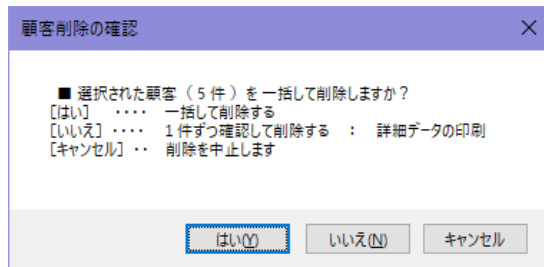 顧客削除の確認
■ 選択された顧客（５件）を一括して削除しますか？
[はい] ････ 一括して削除する
[いいえ] ････ １件ずつ確認して削除する ： 詳細データの印刷
[キャンセル] ･･ 削除を中止します
はい(Y) いいえ(N) キャンセル